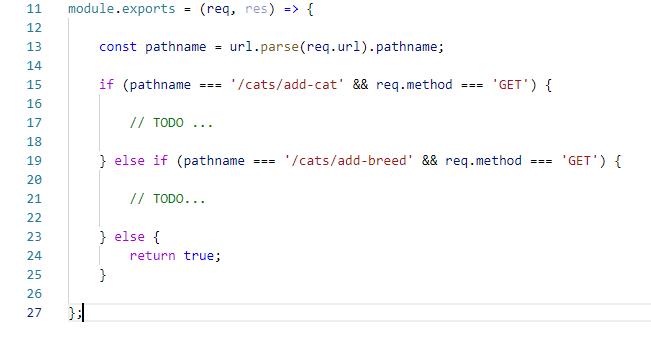 11 module.exports = (req, res) => {
12
13 const pathname = url.parse(req.url).pathname;
14
15 if (pathname === '/cats/add-cat' && req.method === 'GET') {
16
17 // TODO ...
18
19 } else if (pathname === '/cats/add-breed' && req.method === 'GET') {
20
21 // TODO...
22
23 } else {
24 return true;
25 }
26
27 };